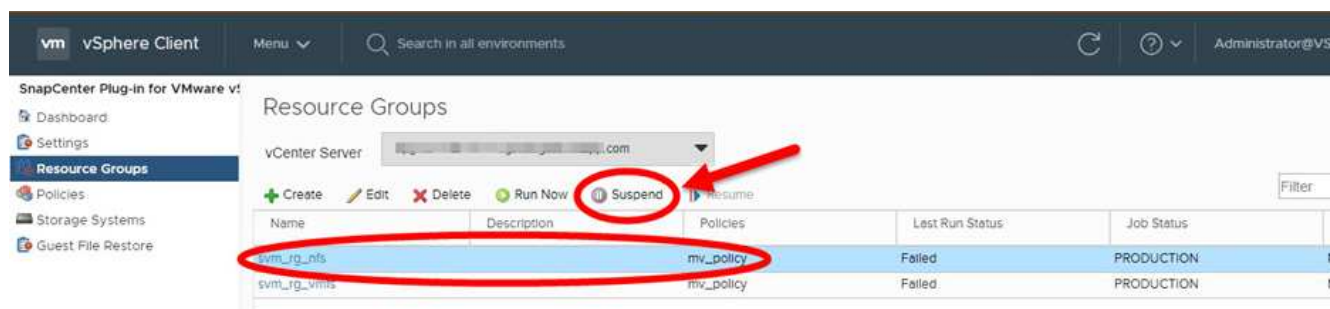 vm vSphere Client Menu Search in all environments Administrator@VS
SnapCenter Plug-in for VMware vS
Dashboard
Settings
Resource Groups
Policies
Storage Systems
Guest File Restore
Resource Groups
vCenter Server .com
Create Edit Delete Run Now Suspend Resume
Filter
Name Description Policies Last Run Status Job Status
svm_rg_nfs mv_policy Failed PRODUCTION
svm_rg_vmfs mv_policy Failed PRODUCTION